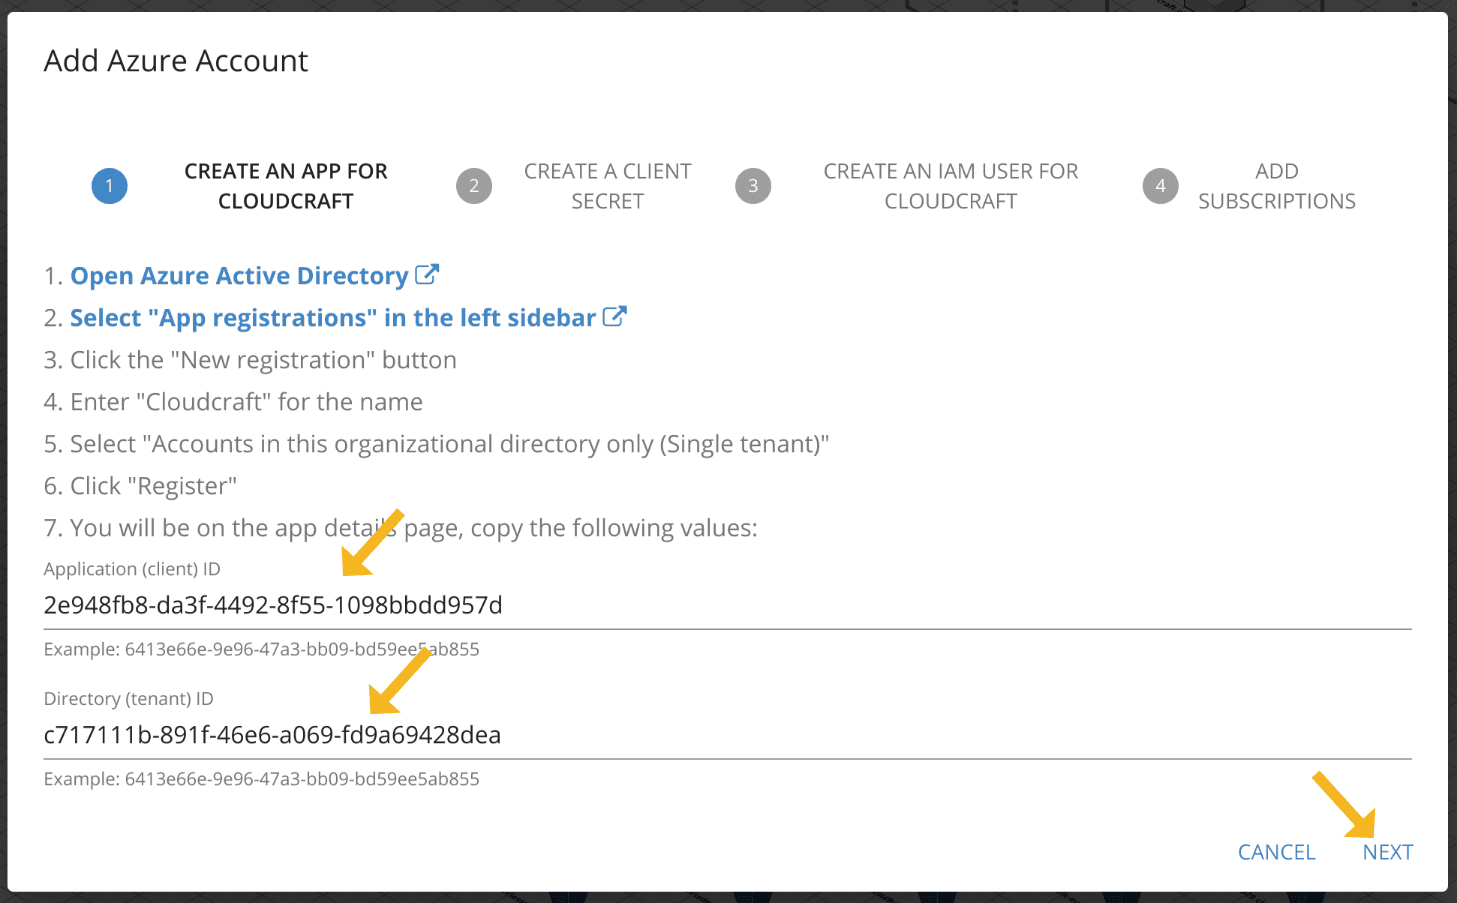 Add Azure Account
1
CREATE AN APP FOR
CLOUDCRAFT
2
CREATE A CLIENT
SECRET
3
CREATE AN IAM USER FOR
CLOUDCRAFT
4
ADD
SUBSCRIPTIONS
1. Open Azure Active Directory
2. Select "App registrations" in the left sidebar
3. Click the "New registration" button
4. Enter "Cloudcraft" for the name
5. Select "Accounts in this organizational directory only (Single tenant)"
6. Click "Register"
7. You will be on the app details page, copy the following values:
Application (client) ID
2e948fb8-da3f-4492-8f55-1098bbdd957d
Example: 6413e66e-9e96-47a3-bb09-bd59ee5ab855
Directory (tenant) ID
c717111b-891f-46e6-a069-fd9a69428dea
Example: 6413e66e-9e96-47a3-bb09-bd59ee5ab855
CANCEL
NEXT